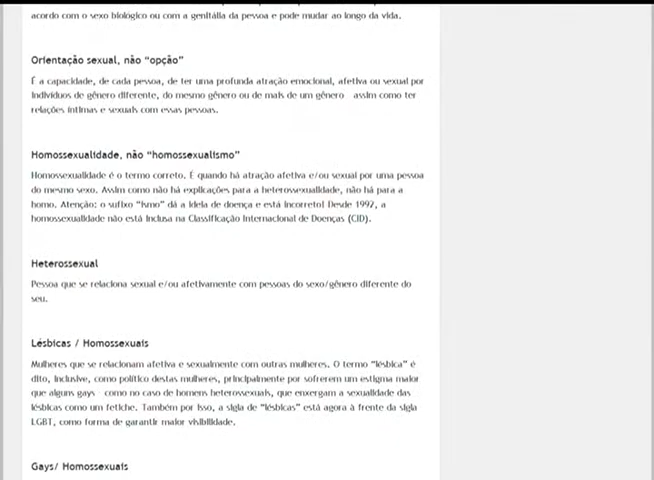 acordo com o sexo biológico ou com a genitália da pessoa e pode mudar ao longo da vida.
Orientação sexual, não “opção”
É a capacidade, de cada pessoa, de ter uma profunda atração emocional, afetiva ou sexual por
indivíduos de gênero diferente, do mesmo gênero ou de mais de um gênero assim como ter
relações íntimas e sexuais com essas pessoas.
Homossexualidade, não “homossexualismo”
Homossexualidade é o termo correto. É quando há atração afetiva e/ou sexual por uma pessoa
do mesmo sexo. Assim como não há explicações para a heterossexualidade, não há para a
homo. Atenção: o sufixo “ismo” dá a ideia de doença e está incorreto! Desde 1992, a
homossexualidade não está inclusa na Classificação Internacional de Doenças (CID).
Heterossexual
Pessoa que se relaciona sexual e/ou afetivamente com pessoas do sexo/gênero diferente do
seu.
Lésbicas / Homossexuais
Mulheres que se relacionam afetiva e sexualmente com outras mulheres. O termo “lésbica” é
dito, inclusive, como político destas mulheres, principalmente por sofrerem um estigma maior
que alguns gays - como no caso de homens heterossexuais, que enxergam a sexualidade das
lésbicas como um fetiche. Também por isso, a sigla de “lésbicas” está agora à frente da sigla
LGBT, como forma de garantir maior visibilidade.
Gays/ Homossexuais